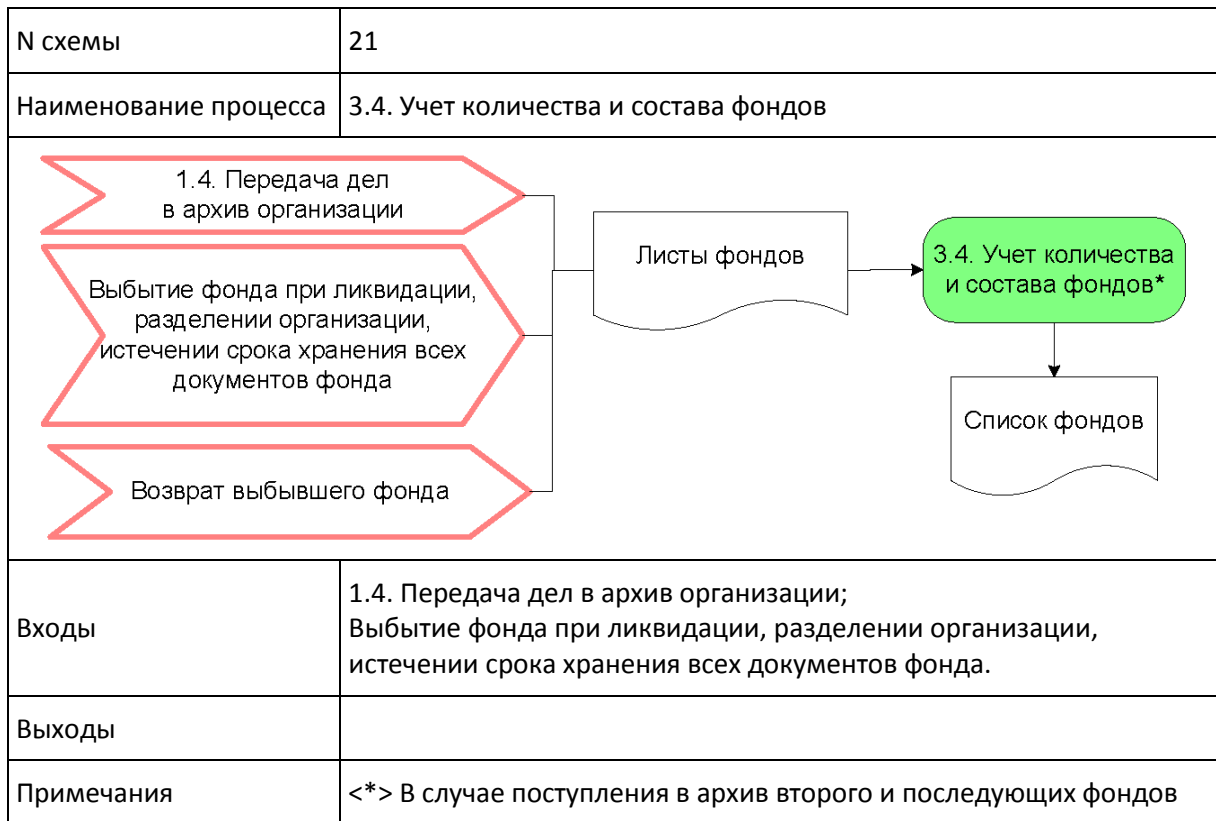 N схемы
21
Наименование процесса
3.4. Учет количества и состава фондов
1.4. Передача дел
в архив организации
Выбытие фонда при ликвидации,
разделении организации,
истечении срока хранения всех
документов фонда
Возврат выбывшего фонда
Листы фондов
3.4. Учет количества
и состава фондов*
Список фондов
Входы
1.4. Передача дел в архив организации;
Выбытие фонда при ликвидации, разделении организации,
истечении срока хранения всех документов фонда.
Выходы
Примечания
<*> В случае поступления в архив второго и последующих фондов